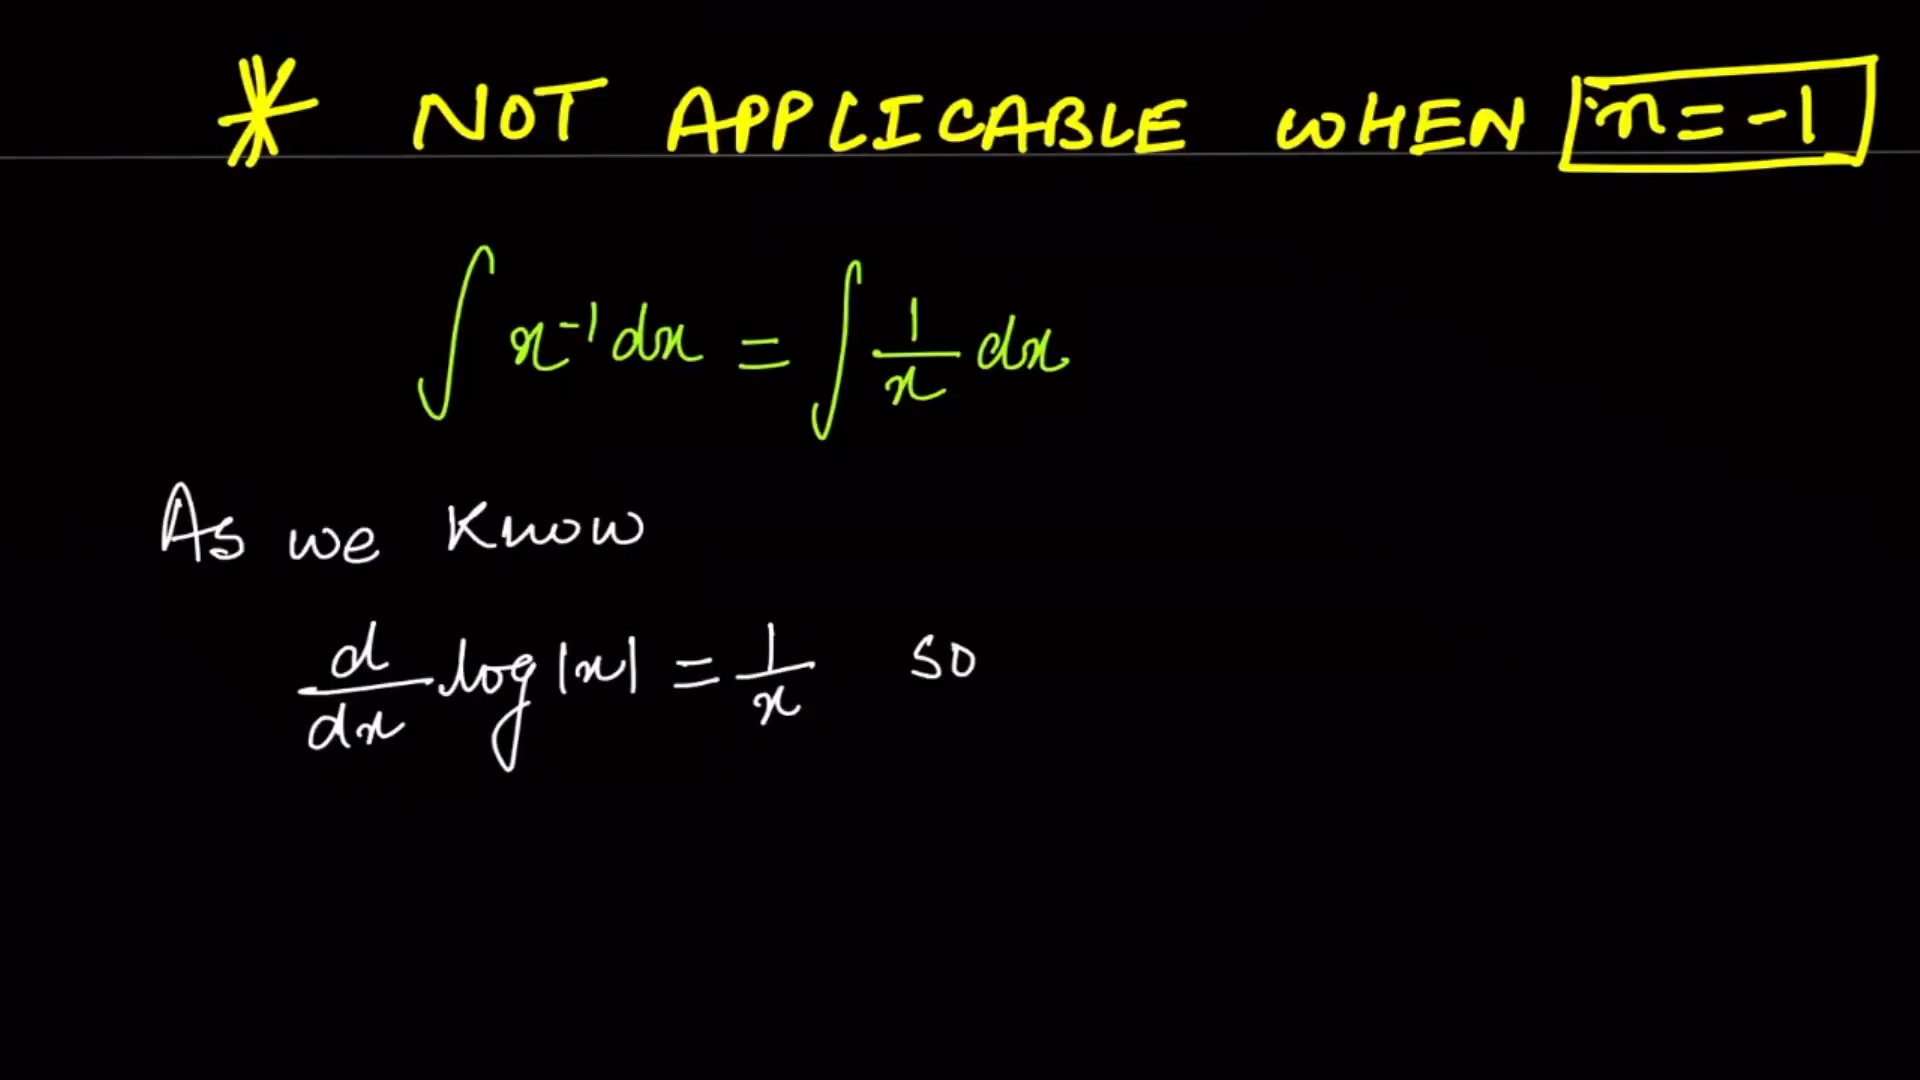 * NOT APPLICABLE WHEN n = -1
∫ x⁻¹ dx = ∫ 1/x dx
As we know
d/dx log|x| = 1/x so